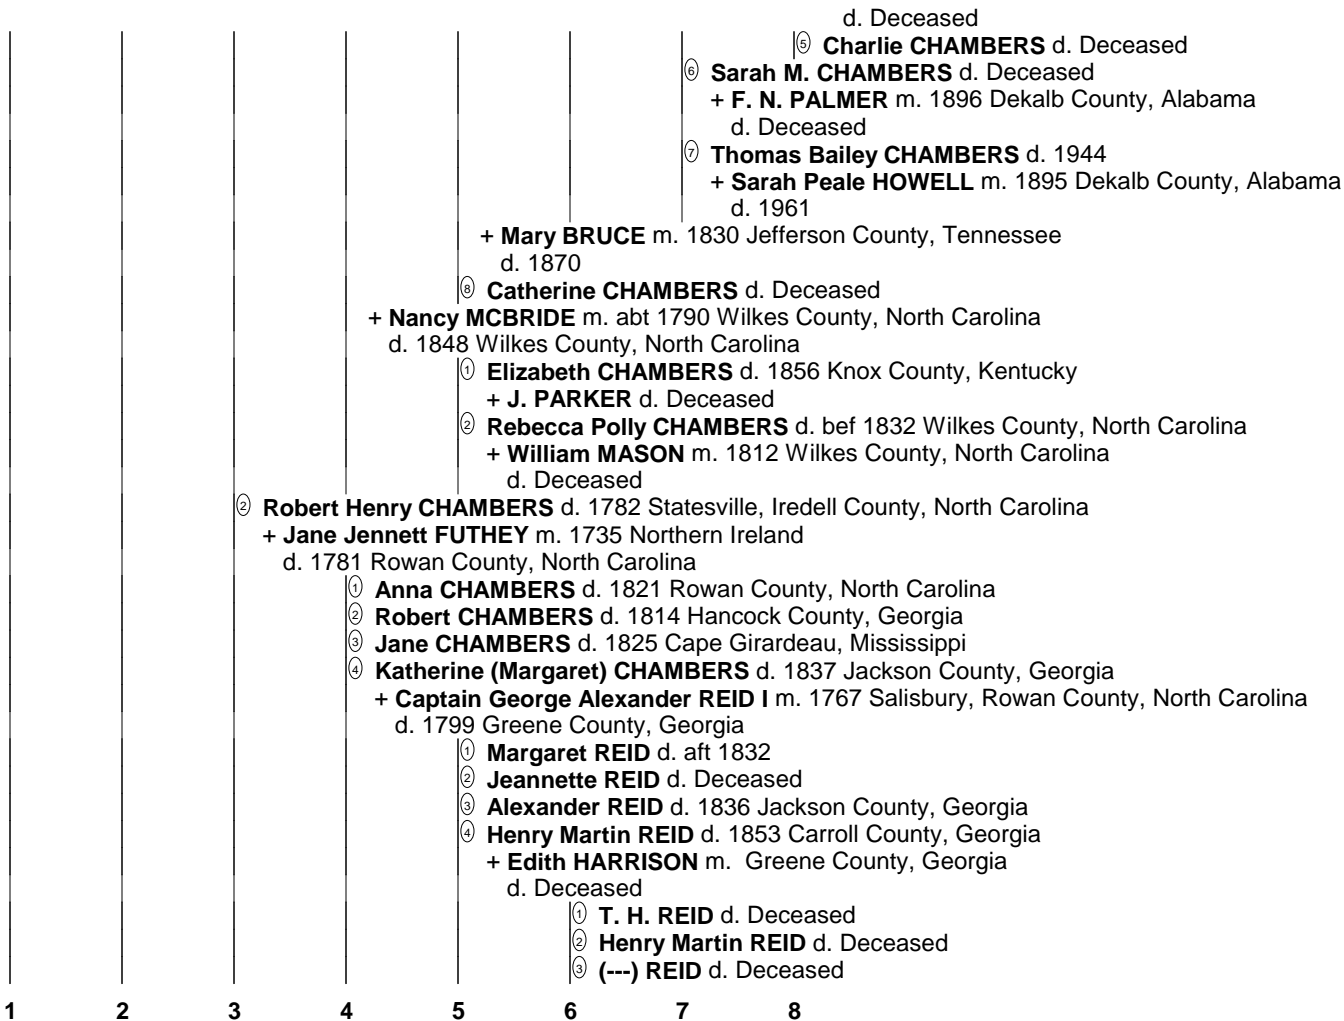 d. Deceased
5 Charlie CHAMBERS d. Deceased
6 Sarah M. CHAMBERS d. Deceased
+ F. N. PALMER m. 1896 Dekalb County, Alabama
d. Deceased
7 Thomas Bailey CHAMBERS d. 1944
+ Sarah Peale HOWELL m. 1895 Dekalb County, Alabama
d. 1961
+ Mary BRUCE m. 1830 Jefferson County, Tennessee
d. 1870
8 Catherine CHAMBERS d. Deceased
+ Nancy MCBRIDE m. abt 1790 Wilkes County, North Carolina
d. 1848 Wilkes County, North Carolina
1 Elizabeth CHAMBERS d. 1856 Knox County, Kentucky
+ J. PARKER d. Deceased
2 Rebecca Polly CHAMBERS d. bef 1832 Wilkes County, North Carolina
+ William MASON m. 1812 Wilkes County, North Carolina
d. Deceased
2 Robert Henry CHAMBERS d. 1782 Statesville, Iredell County, North Carolina
+ Jane Jennett FUTHEY m. 1735 Northern Ireland
d. 1781 Rowan County, North Carolina
1 Anna CHAMBERS d. 1821 Rowan County, North Carolina
2 Robert CHAMBERS d. 1814 Hancock County, Georgia
3 Jane CHAMBERS d. 1825 Cape Girardeau, Mississippi
4 Katherine (Margaret) CHAMBERS d. 1837 Jackson County, Georgia
+ Captain George Alexander REID I m. 1767 Salisbury, Rowan County, North Carolina
d. 1799 Greene County, Georgia
1 Margaret REID d. aft 1832
2 Jeannette REID d. Deceased
3 Alexander REID d. 1836 Jackson County, Georgia
4 Henry Martin REID d. 1853 Carroll County, Georgia
+ Edith HARRISON m. Greene County, Georgia
d. Deceased
1 T. H. REID d. Deceased
2 Henry Martin REID d. Deceased
3 (---) REID d. Deceased
1 2 3 4 5 6 7 8